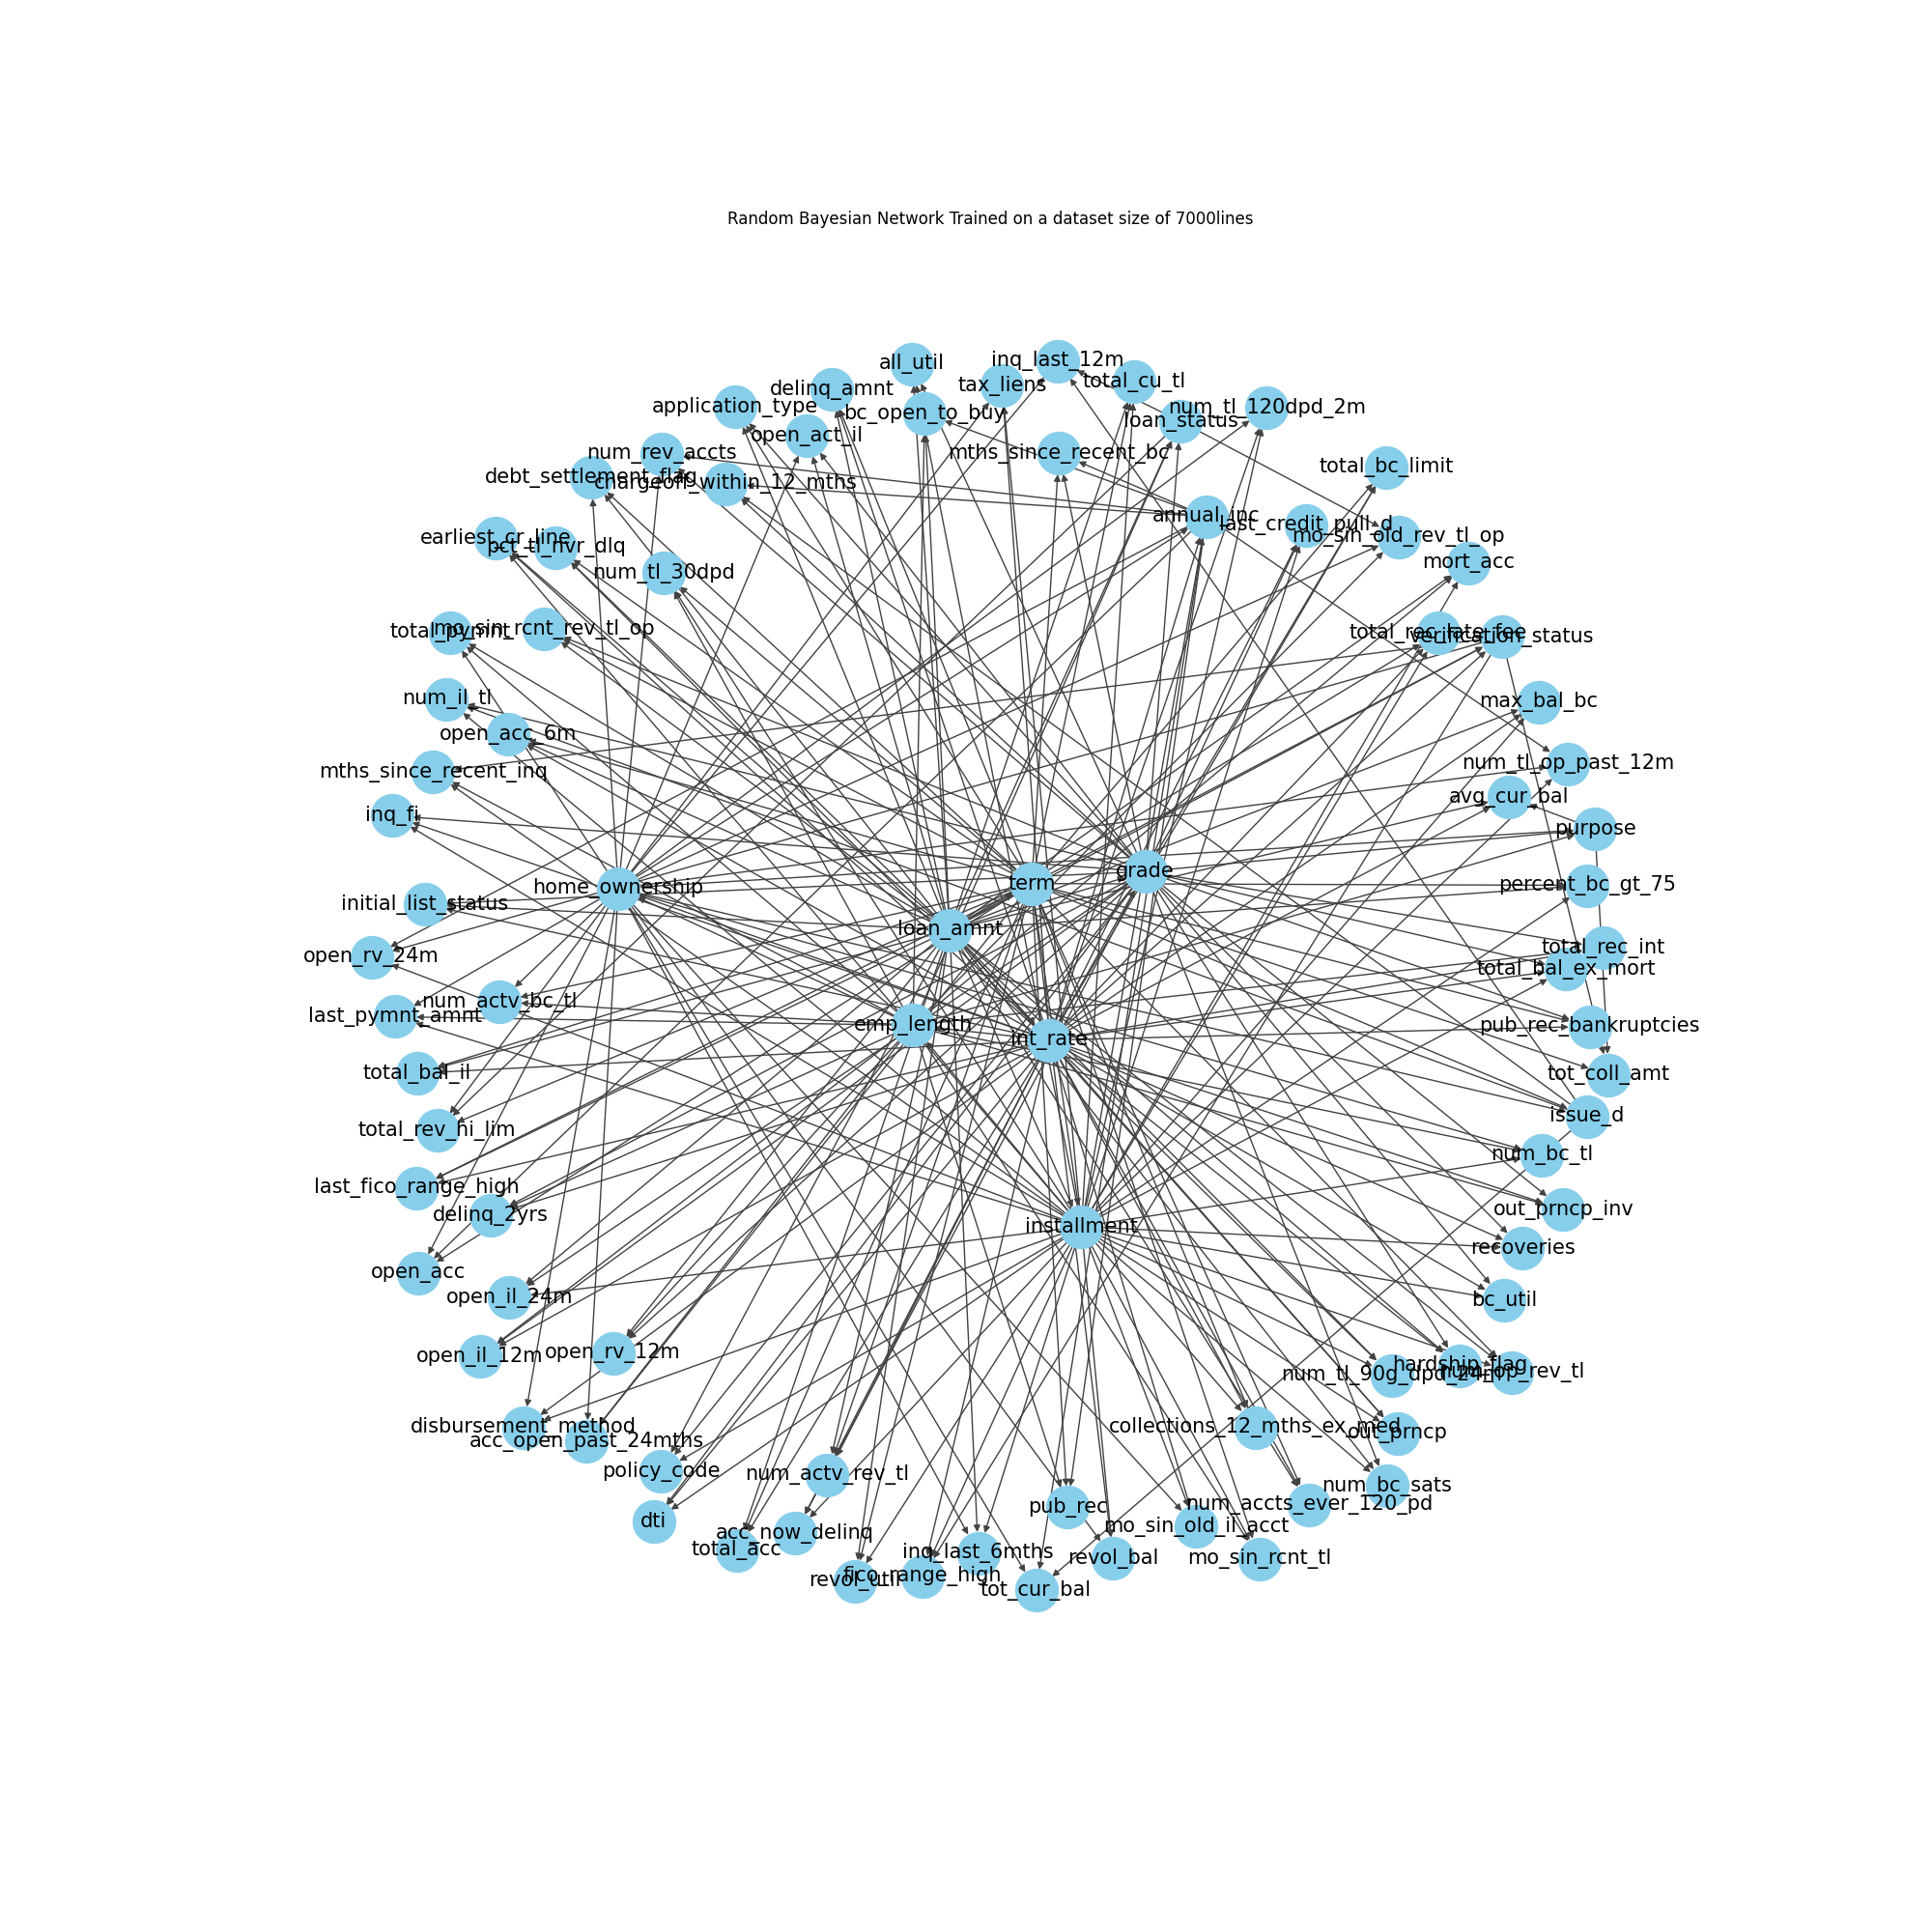 Random Bayesian Network Trained on a dataset size of 7000lines
all_util
inq_last_12m
delinq_amnt
tax_liens
total_cu_tl
application_type
bc_open_to_buy
num_tl_120dpd_2m
open_act_il
loan_status
num_rev_accts
mths_since_recent_bc
total_bc_limit
debt_settlement_flag
chargeoff_within_12_mths
annual_inc
last_credit_pull_d
earliest_cr_line
mo_sin_old_rev_tl_op
pct_tl_nvr_dlq
num_tl_30dpd
mort_acc
total_pymnt
mo_sin_rcnt_rev_tl_op
total_rec_late_fee
verification_status
num_il_tl
max_bal_bc
open_acc_6m
num_tl_op_past_12m
mths_since_recent_inq
avg_cur_bal
inq_fi
purpose
grade
term
home_ownership
percent_bc_gt_75
initial_list_status
loan_amnt
open_rv_24m
total_rec_int
total_bal_ex_mort
num_actv_bc_tl
last_pymnt_amnt
emp_length
pub_rec_bankruptcies
int_rate
total_bal_il
tot_coll_amt
issue_d
total_rev_hi_lim
num_bc_tl
last_fico_range_high
out_prncp_inv
delinq_2yrs
installment
recoveries
open_acc
open_il_24m
bc_util
open_il_12m
open_rv_12m
hardship_flag
num_tl_90g_dpd_24m
num_op_rev_tl
disbursement_method
collections_12_mths_ex_med
out_prncp
acc_open_past_24mths
policy_code
num_actv_rev_tl
num_bc_sats
pub_rec
num_accts_ever_120_pd
dti
mo_sin_old_il_acct
acc_now_delinq
total_acc
inq_last_6mths
revol_bal
mo_sin_rcnt_tl
revol_util
fico_range_high
tot_cur_bal